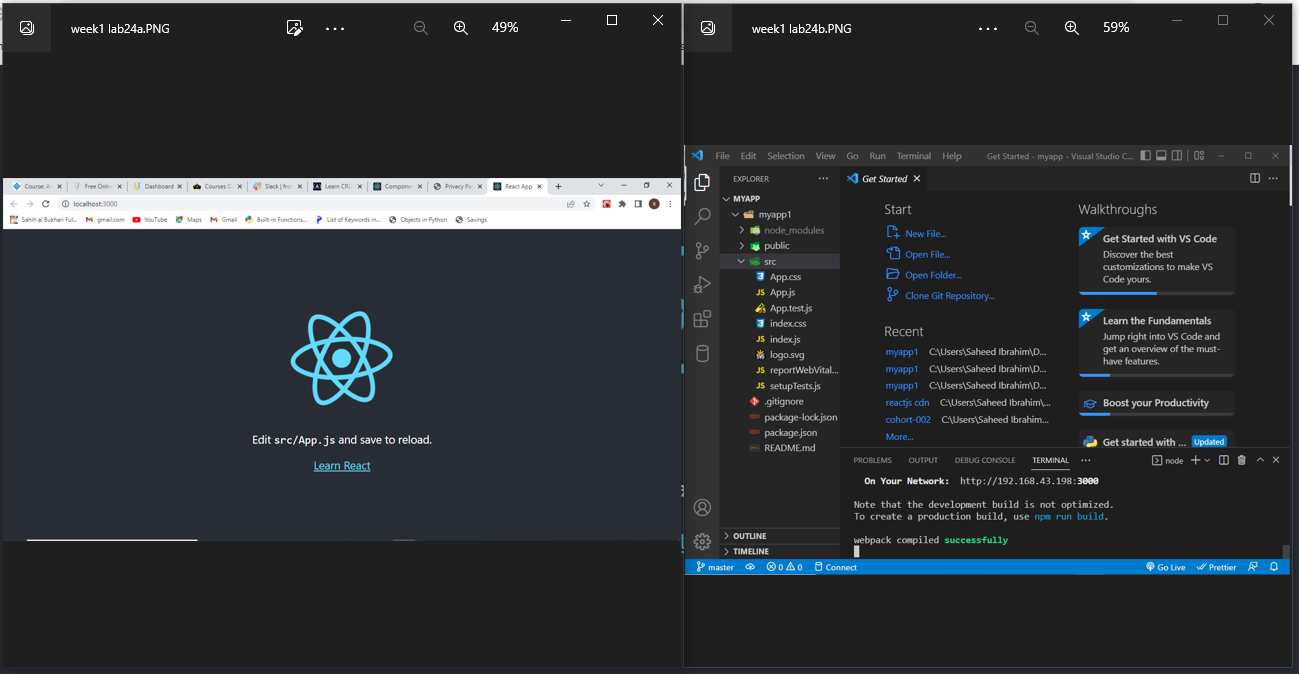 week1 lab24a.PNG
49%
Free Onlin
Dashboard
Courses D
Slack | fro
Learn CRU
Compone
Privacy Po
React App
localhost:3000
Sahih al Bukhari Ful...
gmail.com
YouTube
Maps
Gmail
Built-in Functions...
List of Keywords in...
Objects in Python
Savings
Edit src/App.js and save to reload.
Learn React
week1 lab24b.PNG
59%
File Edit Selection View Go Run Terminal Help
Get Started - myapp - Visual Studio C...
EXPLORER
MYAPP
myapp1
node_modules
public
src
App.css
JS App.js
App.test.js
index.css
JS index.js
logo.svg
JS reportWebVital...
JS setupTests.js
.gitignore
package-lock.json
package.json
README.md
OUTLINE
TIMELINE
Get Started
Start
New File...
Open File...
Open Folder...
Clone Git Repository...
Recent
myapp1 C:\Users\Saheed Ibrahim\D...
myapp1 C:\Users\Saheed Ibrahim\D...
myapp1 C:\Users\Saheed Ibrahim\D...
reactjs cdn C:\Users\Saheed Ibrahim\...
cohort-002 C:\Users\Saheed Ibrahim...
More...
Walkthroughs
Get Started with VS Code
Discover the best
customizations to make VS
Code yours.
Learn the Fundamentals
Jump right into VS Code and
get an overview of the must-
have features.
Boost your Productivity
Get started with ... Updated
PROBLEMS OUTPUT DEBUG CONSOLE TERMINAL
node
On Your Network: http://192.168.43.198:3000
Note that the development build is not optimized.
To create a production build, use npm run build.
webpack compiled successfully
master
0 0
Connect
Go Live
Prettier